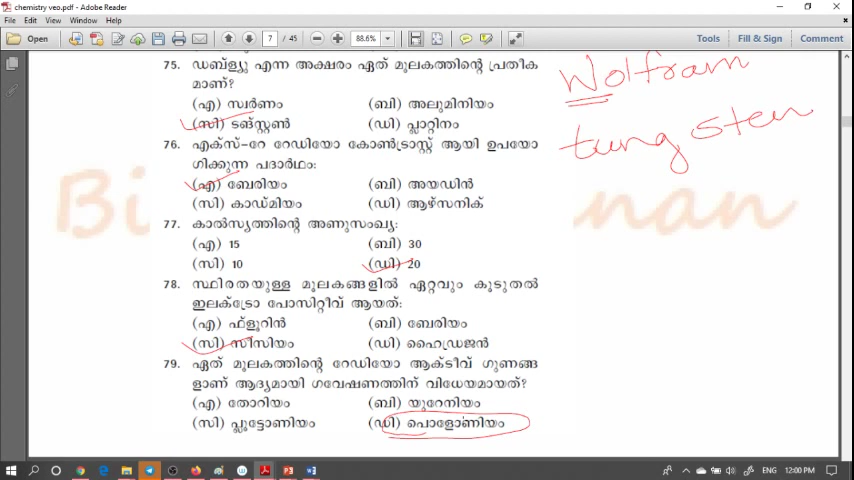 chemistry veo.pdf - Adobe Reader
File Edit View Window Help
Open 7 / 45 88.6% Tools Fill & Sign Comment
75. ഡബ്ള്യു എന്ന അക്ഷരം ഏത് മൂലകത്തിന്റെ പ്രതീക
മാണ്?
(എ) സ്വർണം (ബി) അലുമിനിയം
(സി) ടങ്സ്റ്റൺ (ഡി) പ്ലാറ്റിനം
76. എക്സ്-റേ റേഡിയോ കോൺട്രാസ്റ്റ് ആയി ഉപയോ
ഗിക്കുന്ന പദാർഥം:
(എ) ബേരിയം (ബി) അയഡിൻ
(സി) കാഡ്മിയം (ഡി) ആഴ്സനിക്
77. കാൽസ്യത്തിന്റെ അണുസംഖ്യ:
(എ) 15 (ബി) 30
(സി) 10 (ഡി) 20
78. സ്ഥിരതയുള്ള മൂലകങ്ങളിൽ ഏറ്റവും കൂടുതൽ
ഇലക്ട്രോ പോസിറ്റീവ് ആയത്:
(എ) ഫ്ളൂറിൻ (ബി) ബേരിയം
(സി) സീസിയം (ഡി) ഹൈഡ്രജൻ
79. ഏത് മൂലകത്തിന്റെ റേഡിയോ ആക്ടീവ് ഗുണങ്ങ
ളാണ് ആദ്യമായി ഗവേഷണത്തിന് വിധേയമായത്?
(എ) തോറിയം (ബി) യുറേനിയം
(സി) പ്ലൂട്ടോണിയം (ഡി) പൊളോണിയം
Wolfram
tungsten
ENG 12:00 PM